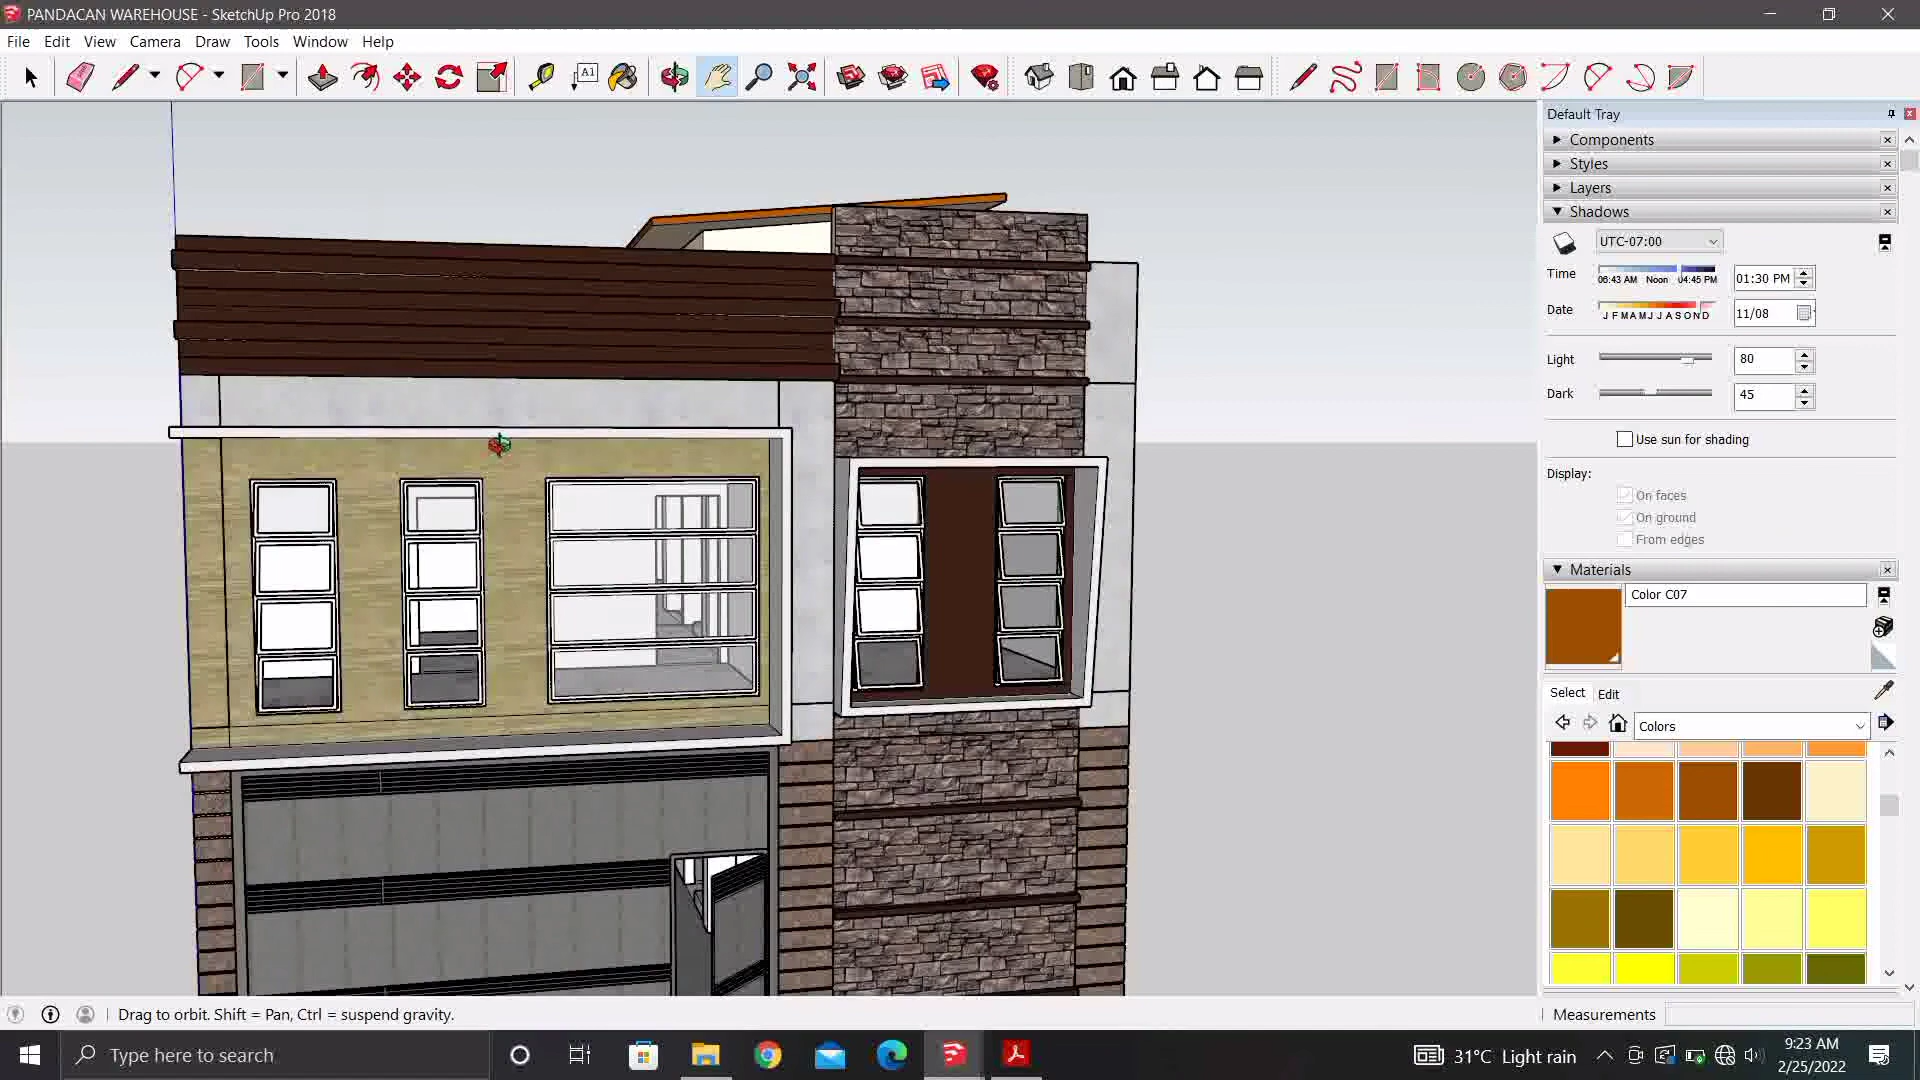 PANDACAN WAREHOUSE - SketchUp Pro 2018
File Edit View Camera Draw Tools Window Help
A1
Default Tray
Components
Styles
Layers
Shadows
UTC-07:00
Time
06:43 AM Noon 04:45 PM
01:30 PM
Date
J F M A M J J A S O N D
11/08
Light
80
Dark
45
Use sun for shading
Display:
On faces
On ground
From edges
Materials
Color C07
Select Edit
Colors
Drag to orbit. Shift = Pan, Ctrl = suspend gravity.
Measurements
Type here to search
31°C Light rain
9:23 AM
2/25/2022